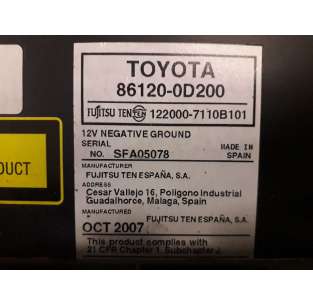 TOYOTA
86120-0D200
FUJITSU TEN TEN 122000-7110B101
12V NEGATIVE GROUND
SERIAL MADE IN
NO. SFA05078 SPAIN
MANUFACTURER
FUJITSU TEN ESPAÑA, S.A.
ADDRESS
Cesar Vallejo 16, Poligono Industrial
Guadalhorce, Malaga, Spain
MANUFACTURED FUJITSU TEN ESPAÑA, S.A.
OCT 2007
This product complies with
21 CFR Chapter 1, Subchapter J
DUCT